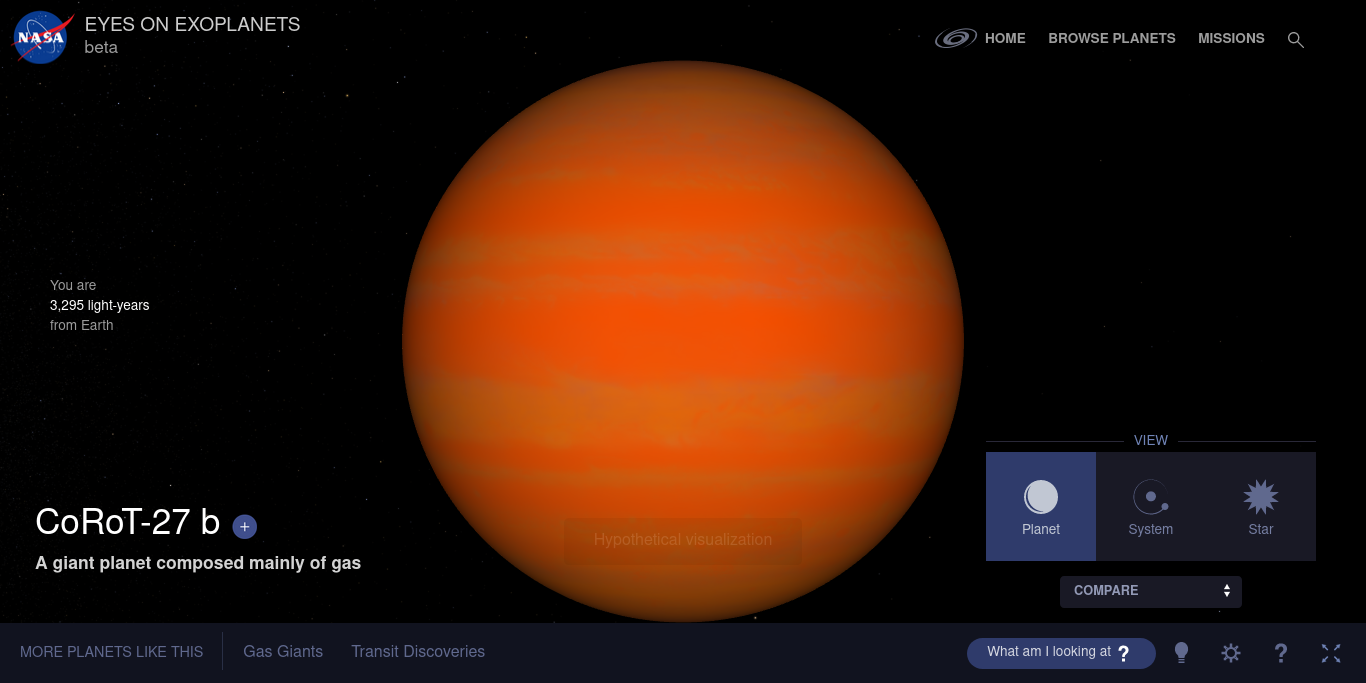 NASA
EYES ON EXOPLANETS
beta
HOME
BROWSE PLANETS
MISSIONS
You are
3,295 light-years
from Earth
VIEW
Planet
System
Star
CoRoT-27 b +
A giant planet composed mainly of gas
Hypothetical visualization
COMPARE
MORE PLANETS LIKE THIS
Gas Giants
Transit Discoveries
What am I looking at ?
?